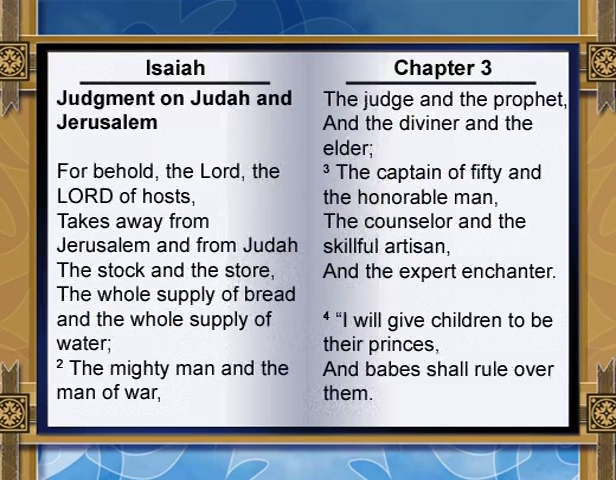 Isaiah
Judgment on Judah and
Jerusalem
For behold, the Lord, the
LORD of hosts,
Takes away from
Jerusalem and from Judah
The stock and the store,
The whole supply of bread
and the whole supply of
water;
² The mighty man and the
man of war,
Chapter 3
The judge and the prophet,
And the diviner and the
elder;
³ The captain of fifty and
the honorable man,
The counselor and the
skillful artisan,
And the expert enchanter.
⁴ “I will give children to be
their princes,
And babes shall rule over
them.